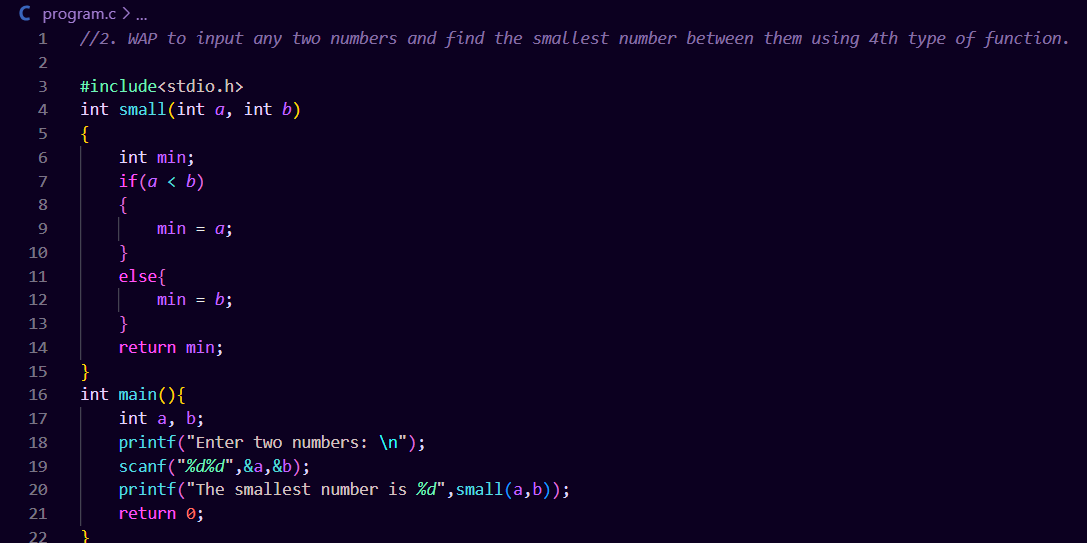 C program.c > ...
1 //2. WAP to input any two numbers and find the smallest number between them using 4th type of function.
2
3 #include<stdio.h>
4 int small(int a, int b)
5 {
6     int min;
7     if(a < b)
8     {
9         min = a;
10     }
11     else{
12         min = b;
13     }
14     return min;
15 }
16 int main(){
17     int a, b;
18     printf("Enter two numbers: \n");
19     scanf("%d%d",&a,&b);
20     printf("The smallest number is %d",small(a,b));
21     return 0;
22 }